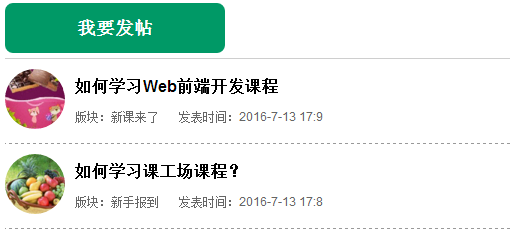 我要发帖
如何学习Web前端开发课程
版块：新课来了 发表时间：2016-7-13 17:9
如何学习课工场课程？
版块：新手报到 发表时间：2016-7-13 17:8